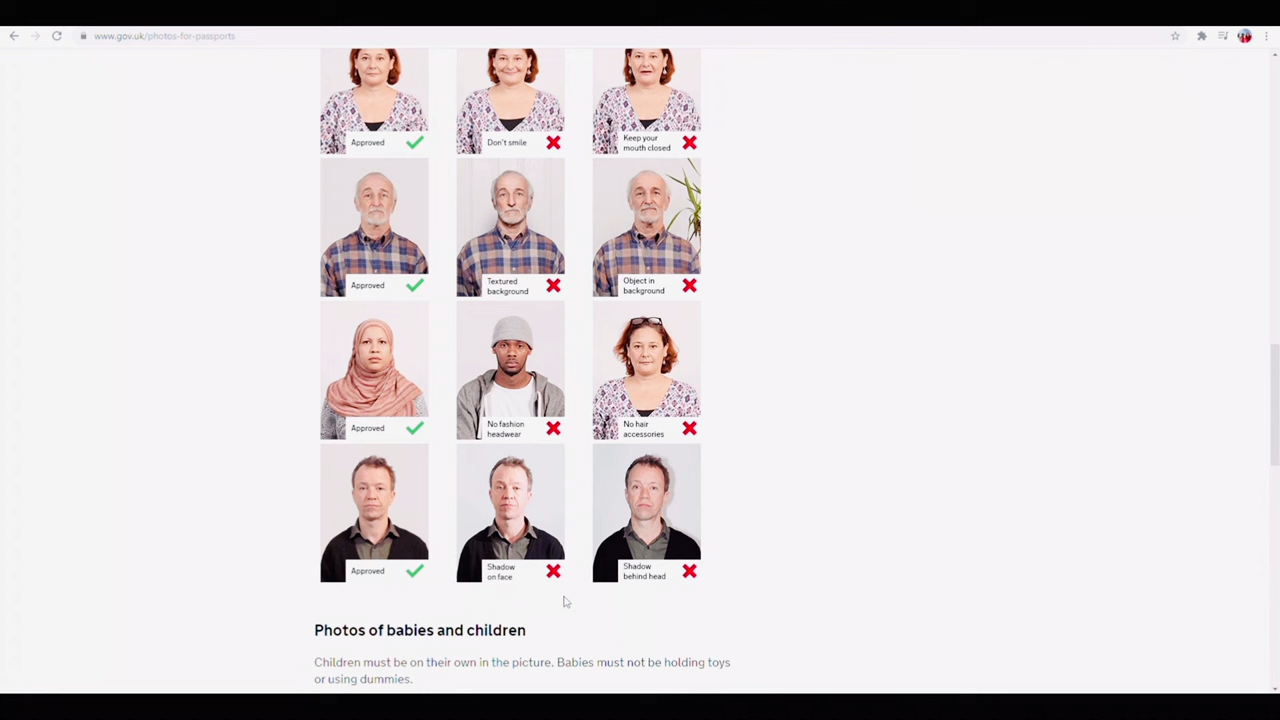 www.gov.uk/photos-for-passports
Approved
Don't smile
Keep your
mouth closed
Approved
Textured
background
Object in
background
Approved
No fashion
headwear
No hair
accessories
Approved
Shadow
on face
Shadow
behind head
Photos of babies and children
Children must be on their own in the picture. Babies must not be holding toys
or using dummies.